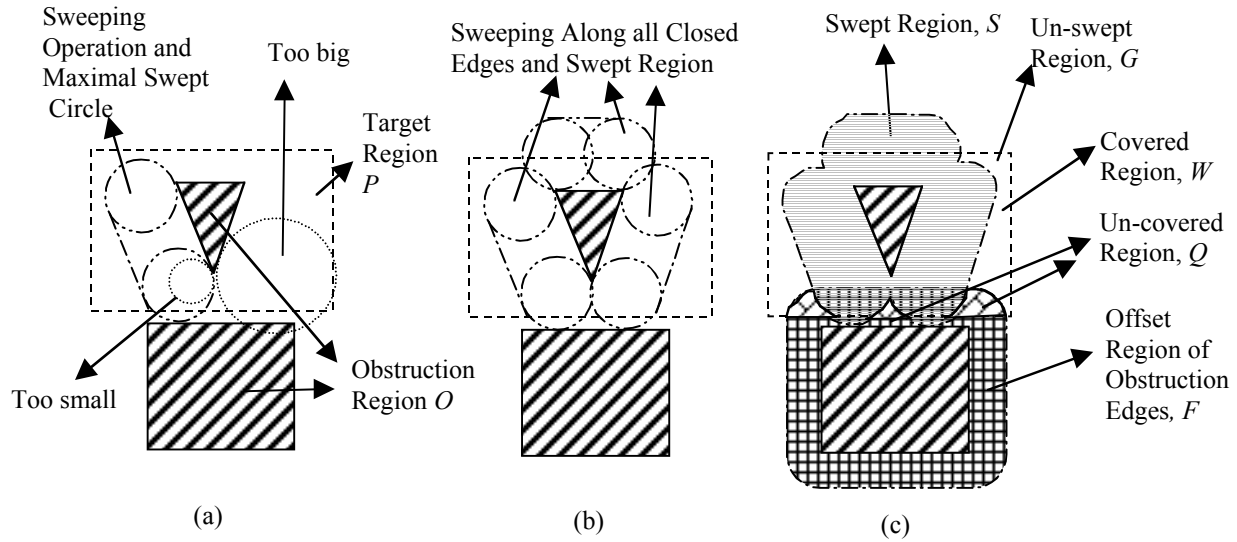 Sweeping
Operation and
Maximal Swept
Circle
Too big
Target
Region
P
Too small
Obstruction
Region O
(a)
Sweeping Along all Closed
Edges and Swept Region
(b)
Swept Region, S
Un-swept
Region, G
Covered
Region, W
Un-covered
Region, Q
Offset
Region of
Obstruction
Edges, F
(c)